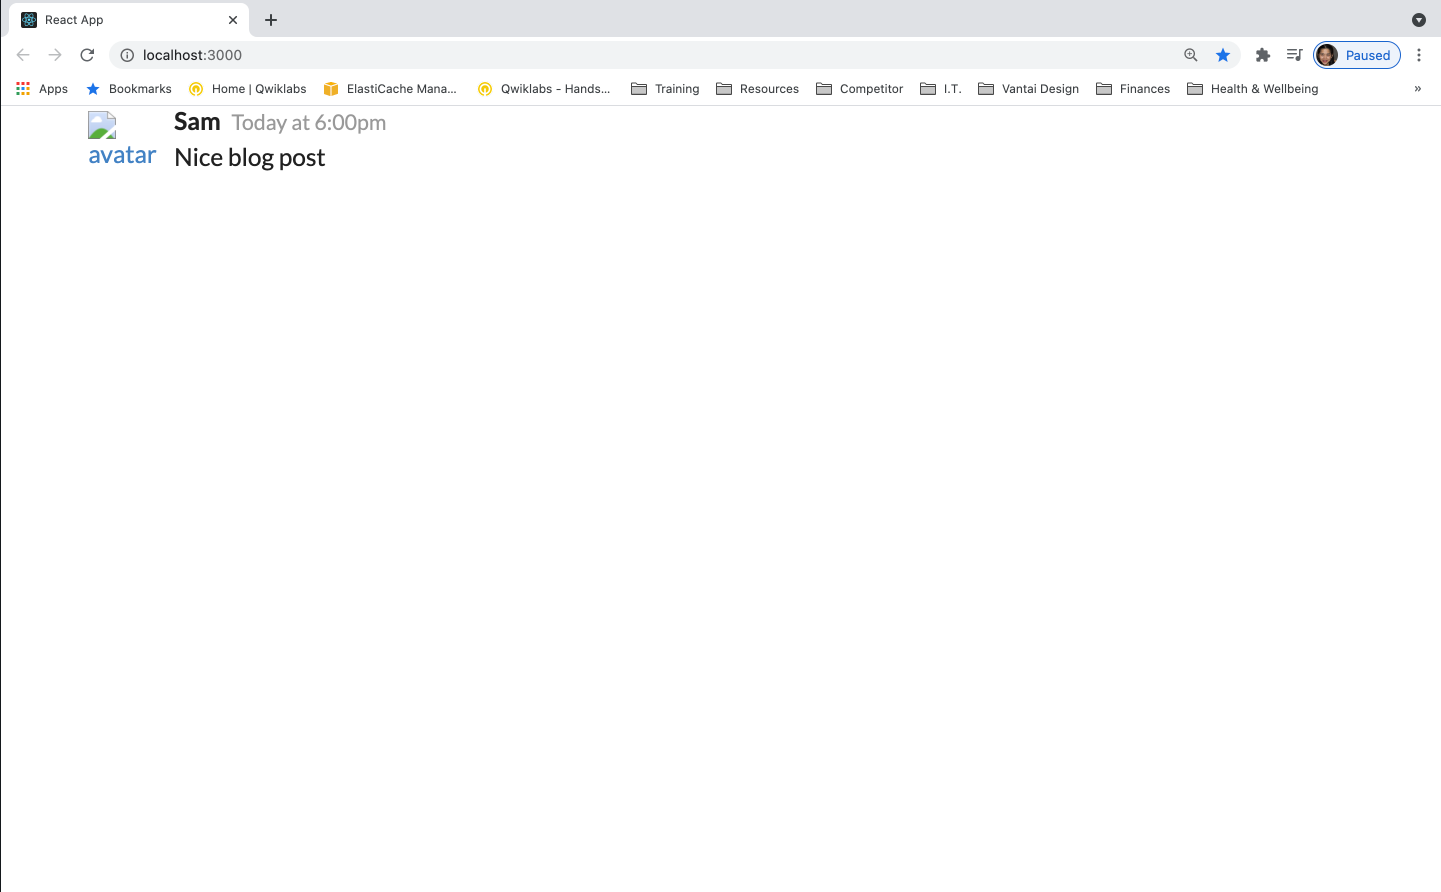 React App
localhost:3000
Paused
Apps Bookmarks Home | Qwiklabs ElastiCache Mana... Qwiklabs - Hands... Training Resources Competitor I.T. Vantai Design Finances Health & Wellbeing »
avatar
Sam Today at 6:00pm
Nice blog post